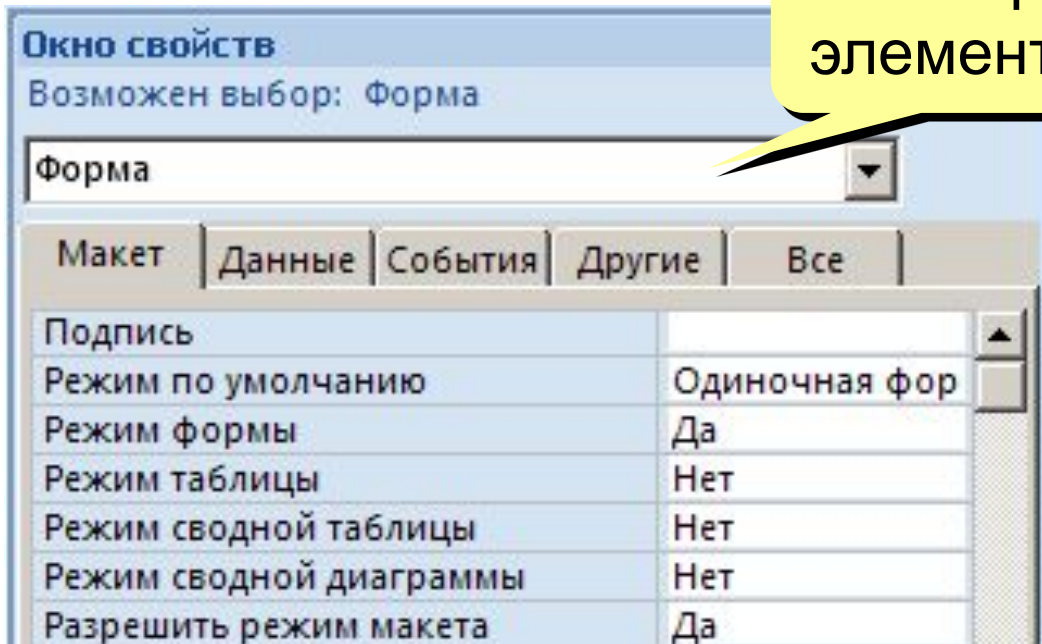 элемент
Окно свойств
Возможен выбор: Форма
Форма
Макет Данные События Другие Все
Подпись
Режим по умолчанию Одиночная фор
Режим формы Да
Режим таблицы Нет
Режим сводной таблицы Нет
Режим сводной диаграммы Нет
Разрешить режим макета Да